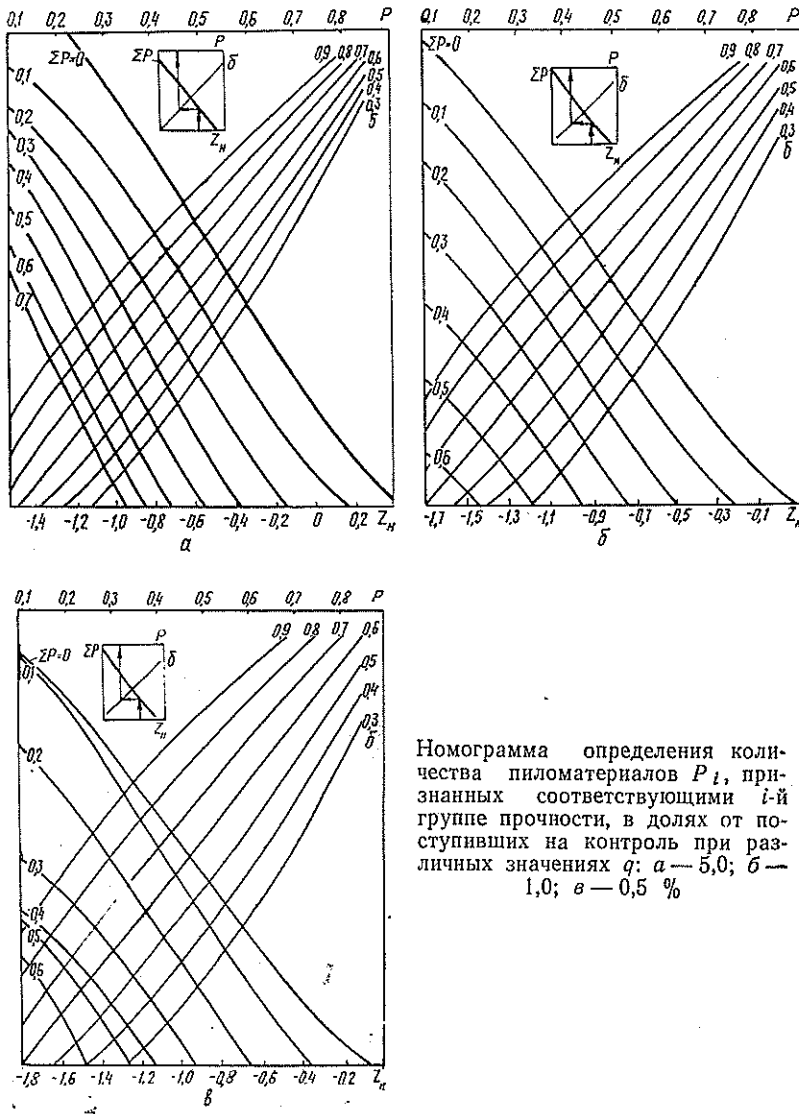 0,1 0,2 0,3 0,4 0,5 0,6 0,7 0,8 P
ΣP=0
0,1
0,2
0,3
0,4
0,5
0,6
0,7
ΣP P б Zн
0,9 0,8 0,7 0,6
0,5
0,4
0,3
б
-1,4 -1,2 -1,0 -0,8 -0,6 -0,4 -0,2 0 0,2 Zн
а
0,1 0,2 0,3 0,4 0,5 0,6 0,7 0,8 P
ΣP=0
0,1
0,2
0,3
0,4
0,5
0,6
ΣP P б Zн
0,9 0,8 0,7
0,6
0,5
0,4
0,3
б
-1,7 -1,5 -1,3 -1,1 -0,9 -0,7 -0,5 -0,3 -0,1 Zн
б
0,1 0,2 0,3 0,4 0,5 0,6 0,7 0,8 P
ΣP=0
0,1
0,2
0,3
0,4
0,5
0,6
ΣP P б Zн
0,9 0,8 0,7 0,6
0,5
0,4
0,3
б
-1,8 -1,6 -1,4 -1,2 -1,0 -0,8 -0,6 -0,4 -0,2 Zн
в
Номограмма определения коли-
чества пиломатериалов Pi, при-
знанных соответствующими i-й
группе прочности, в долях от по-
ступивших на контроль при раз-
личных значениях q: а — 5,0; б —
1,0; в — 0,5 %